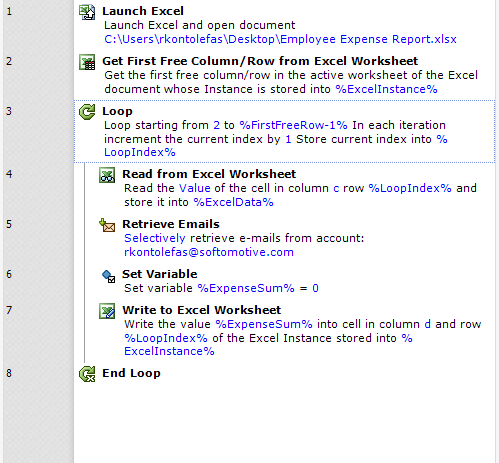 1 Launch Excel
Launch Excel and open document
C:\Users\rkontolefas\Desktop\Employee Expense Report.xlsx
2 Get First Free Column/Row from Excel Worksheet
Get the first free column/row in the active worksheet of the Excel
document whose Instance is stored into %ExcelInstance%
3 Loop
Loop starting from 2 to %FirstFreeRow-1% In each iteration
increment the current index by 1 Store current index into %
LoopIndex%
4 Read from Excel Worksheet
Read the Value of the cell in column c row %LoopIndex% and
store it into %ExcelData%
5 Retrieve Emails
Selectively retrieve e-mails from account:
rkontolefas@softomotive.com
6 Set Variable
Set variable %ExpenseSum% = 0
7 Write to Excel Worksheet
Write the value %ExpenseSum% into cell in column d and row
%LoopIndex% of the Excel Instance stored into %
ExcelInstance%
8 End Loop